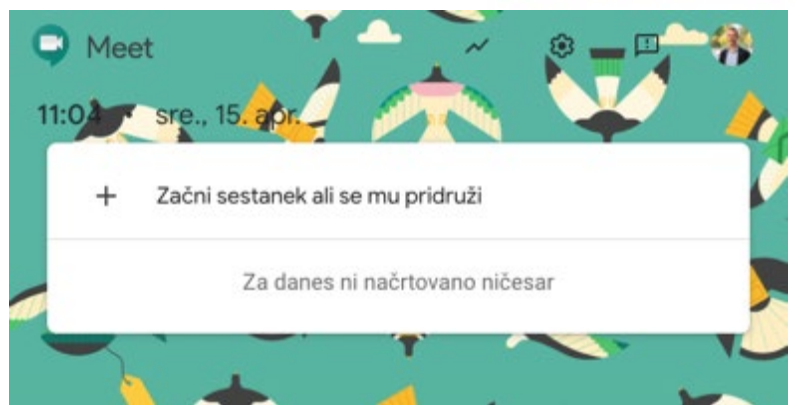 Meet
11:04 • sre., 15. apr.
Začni sestanek ali se mu pridruži
Za danes ni načrtovano ničesar